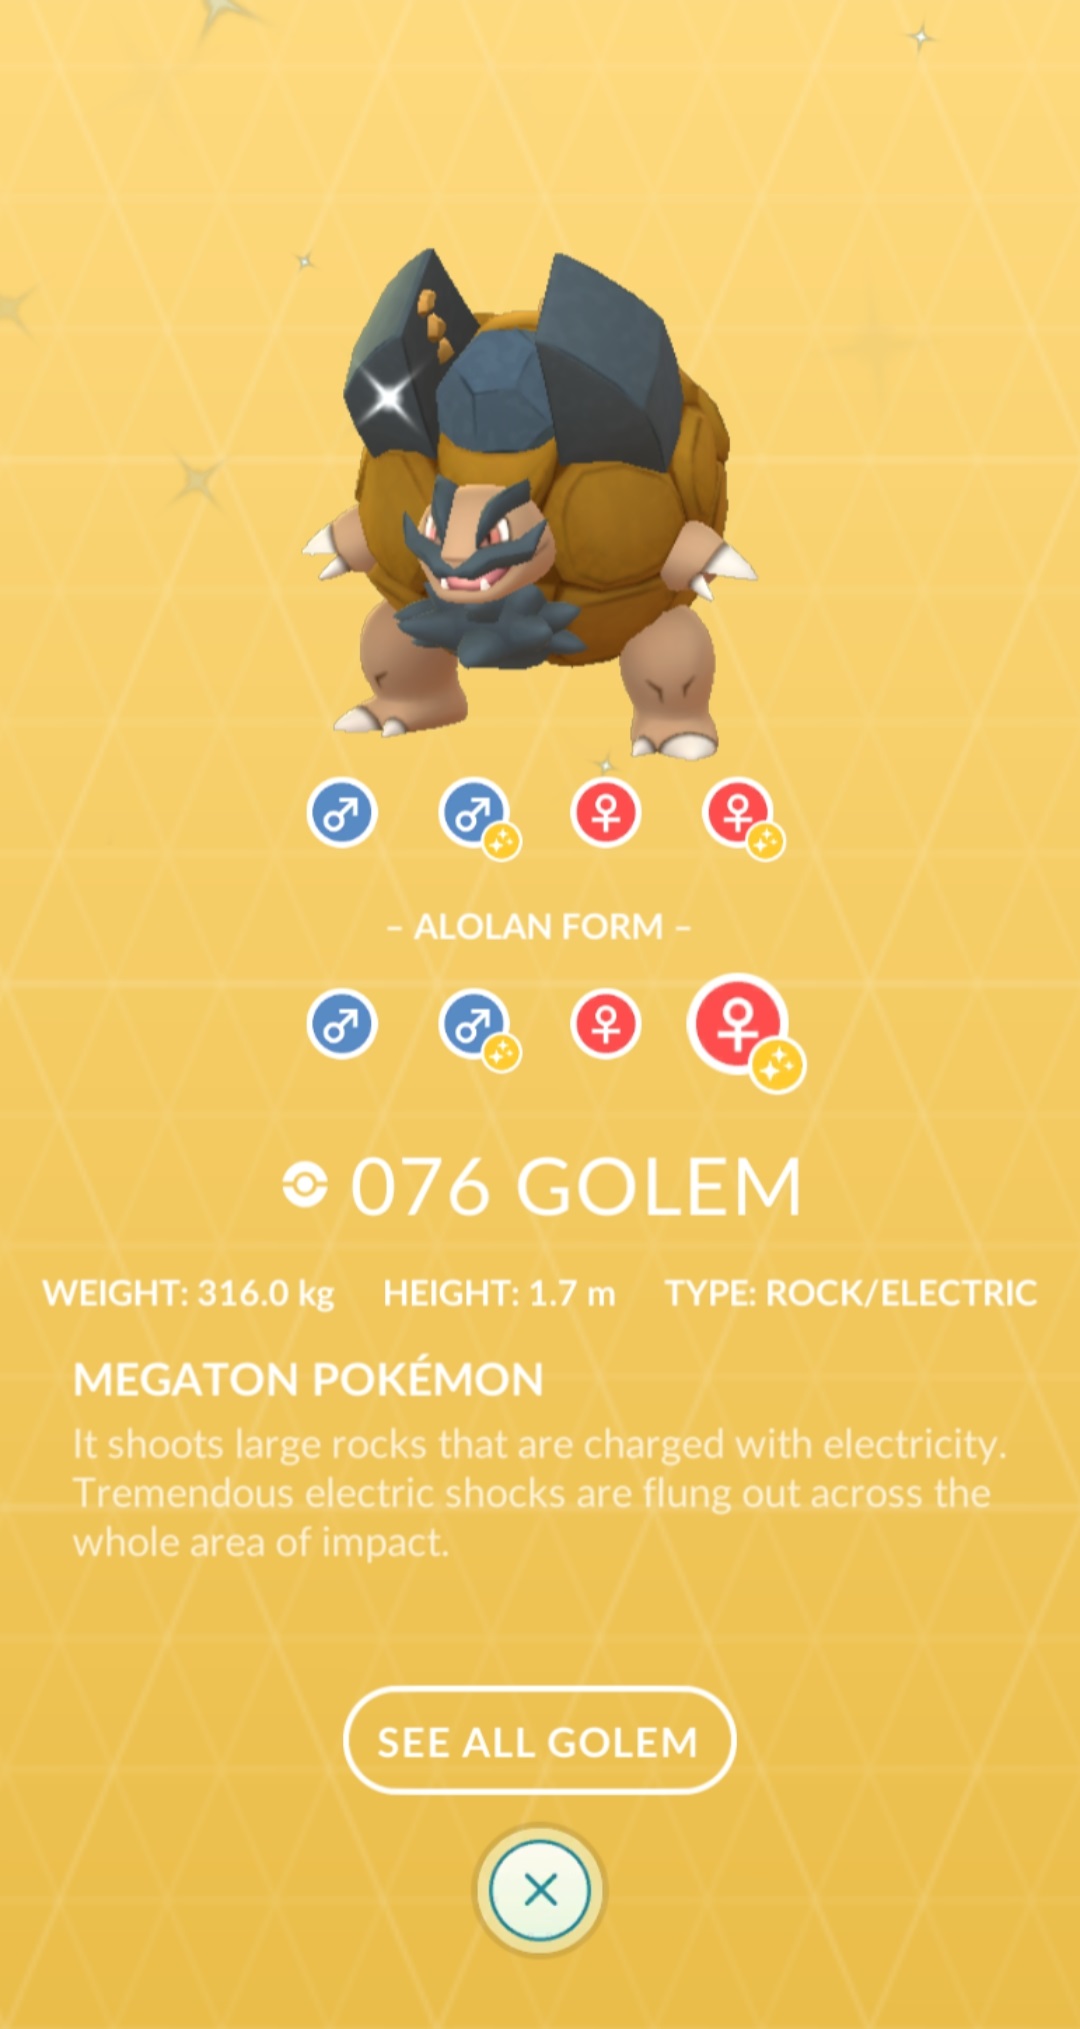 – ALOLAN FORM –
076 GOLEM
WEIGHT: 316.0 kg HEIGHT: 1.7 m TYPE: ROCK/ELECTRIC
MEGATON POKÉMON
It shoots large rocks that are charged with electricity.
Tremendous electric shocks are flung out across the
whole area of impact.
SEE ALL GOLEM